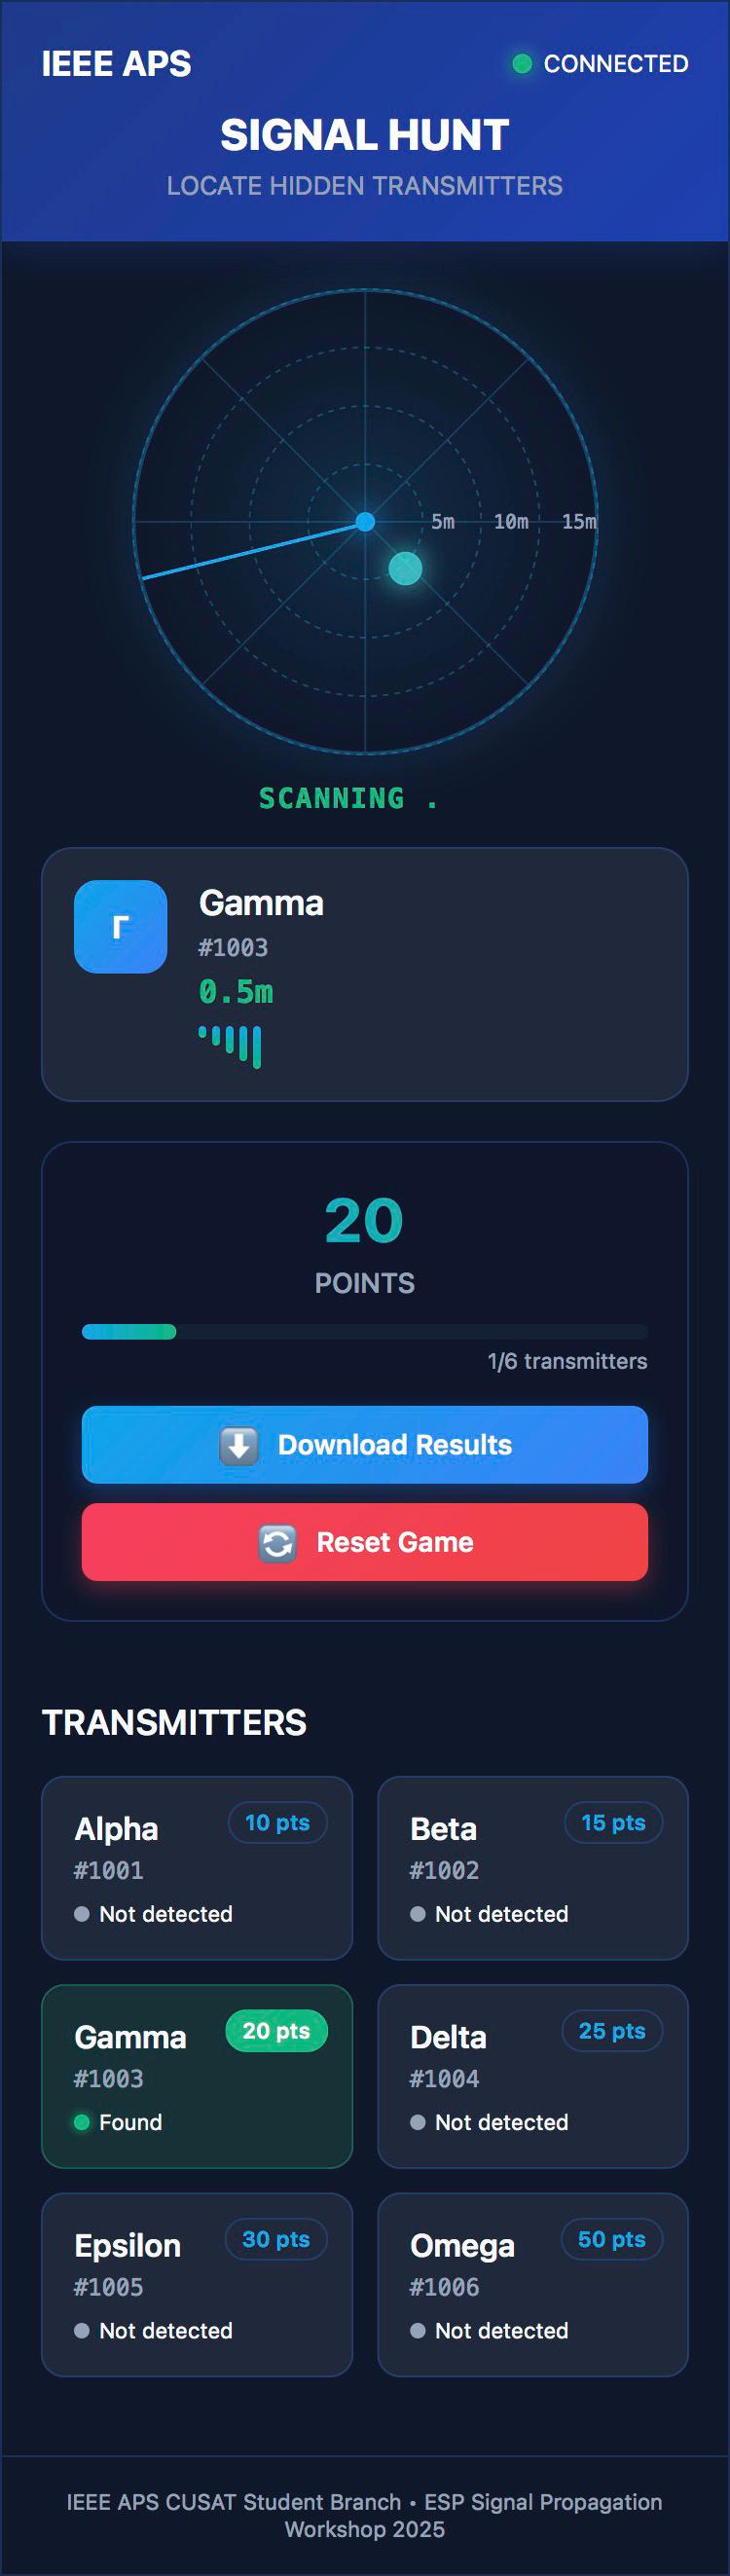 IEEE APS
CONNECTED
SIGNAL HUNT
LOCATE HIDDEN TRANSMITTERS
5m 10m 15m
SCANNING .
Γ
Gamma
#1003
0.5m
20
POINTS
1/6 transmitters
Download Results
Reset Game
TRANSMITTERS
Alpha 10 pts
#1001
Not detected
Beta 15 pts
#1002
Not detected
Gamma 20 pts
#1003
Found
Delta 25 pts
#1004
Not detected
Epsilon 30 pts
#1005
Not detected
Omega 50 pts
#1006
Not detected
IEEE APS CUSAT Student Branch • ESP Signal Propagation
Workshop 2025